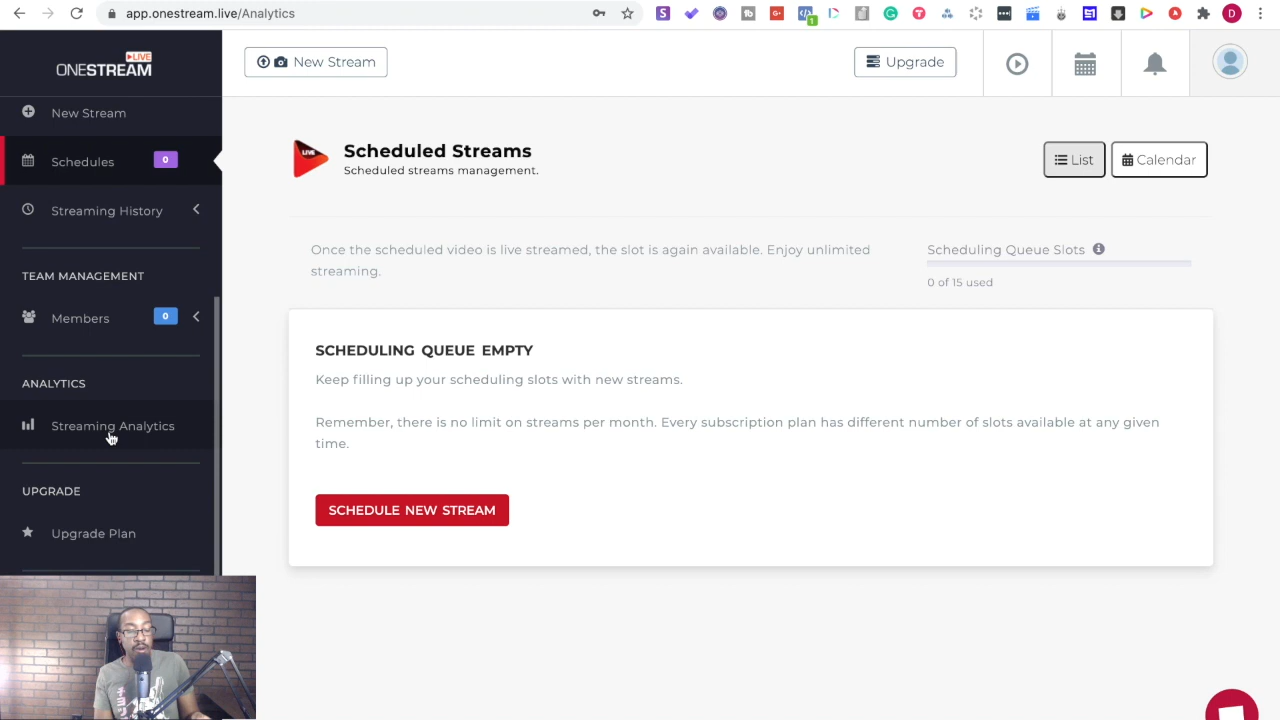 app.onestream.live/Analytics
LIVE
ONESTREAM
New Stream
Upgrade
New Stream
Schedules 0
Streaming History
TEAM MANAGEMENT
Members 0
ANALYTICS
Streaming Analytics
UPGRADE
Upgrade Plan
LIVE
Scheduled Streams
Scheduled streams management.
List
Calendar
Once the scheduled video is live streamed, the slot is again available. Enjoy unlimited
streaming.
Scheduling Queue Slots
0 of 15 used
SCHEDULING QUEUE EMPTY
Keep filling up your scheduling slots with new streams.
Remember, there is no limit on streams per month. Every subscription plan has different number of slots available at any given
time.
SCHEDULE NEW STREAM